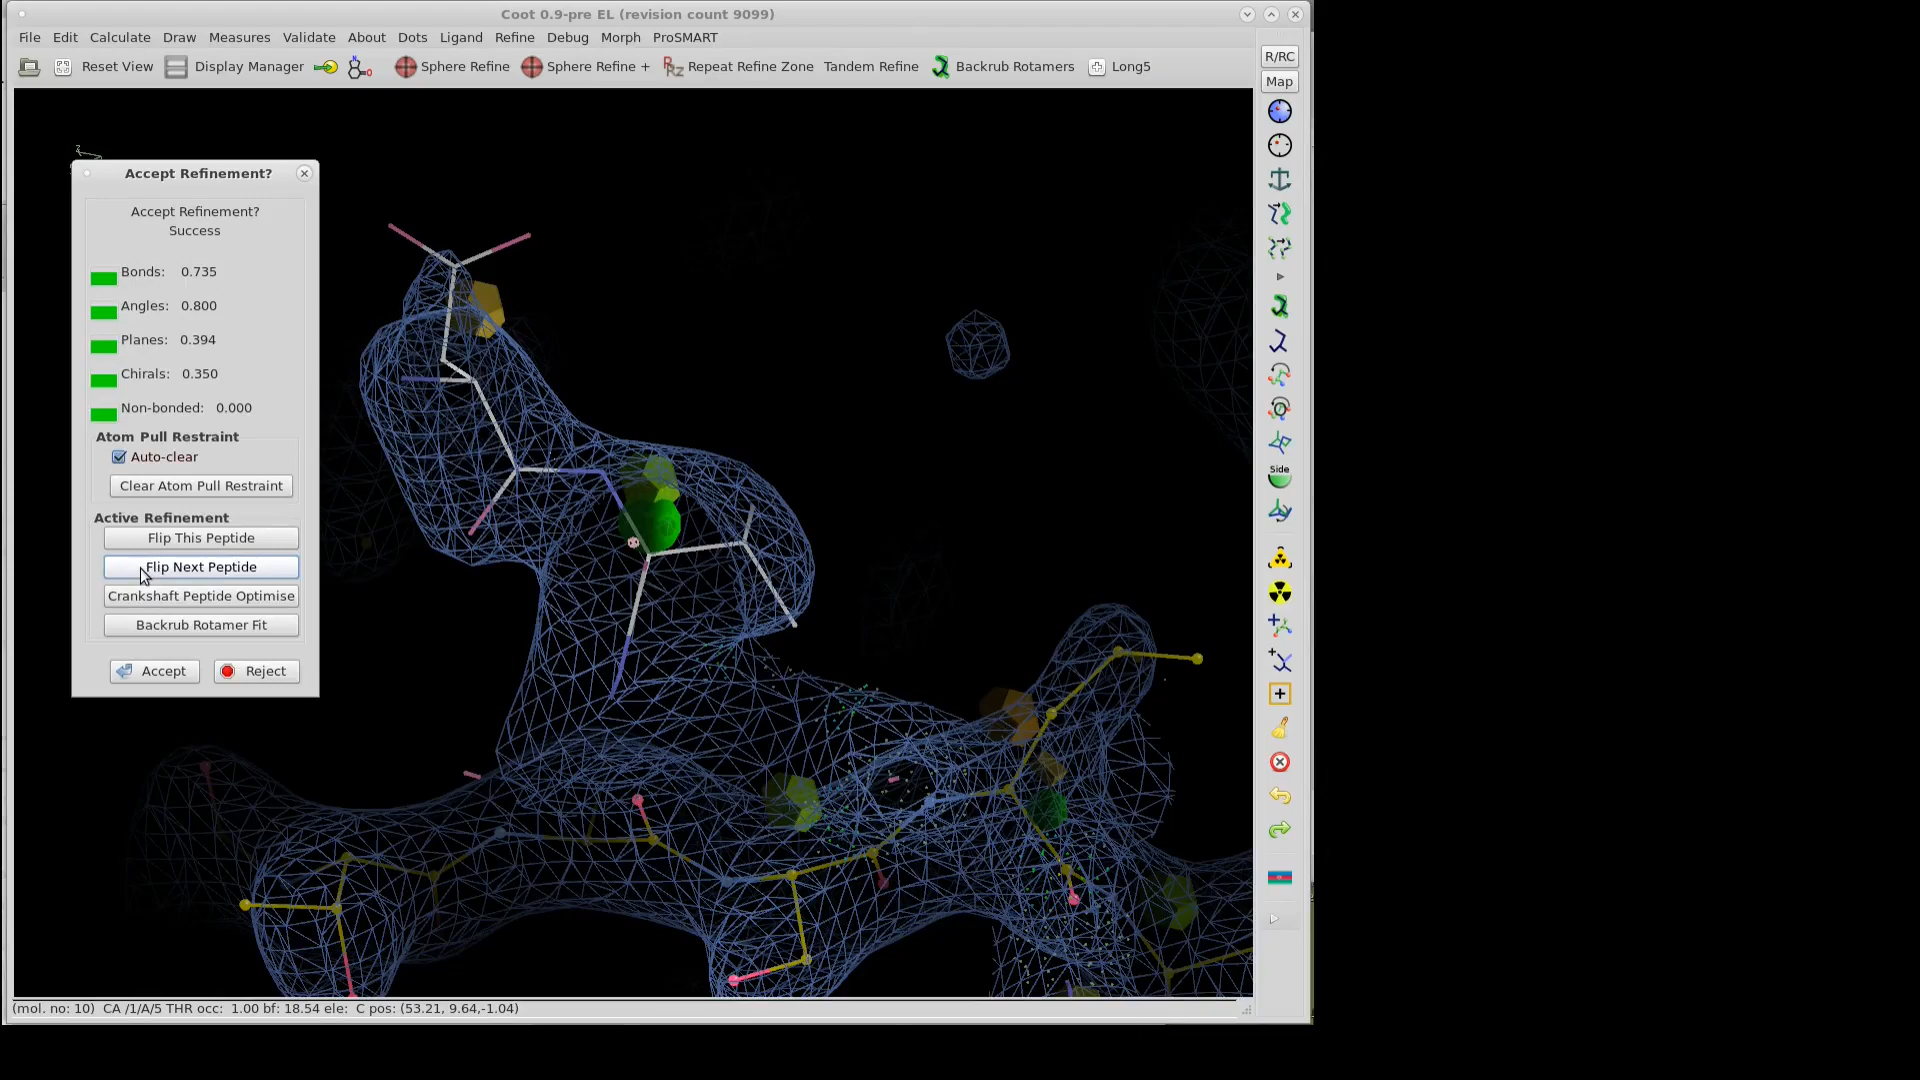 Coot 0.9-pre EL (revision count 9099)
File Edit Calculate Draw Measures Validate About Dots Ligand Refine Debug Morph ProSMART
Reset View Display Manager Sphere Refine Sphere Refine + Repeat Refine Zone Tandem Refine Backrub Rotamers Long5
R/RC
Map
Side
Accept Refinement?
Accept Refinement?
Success
Bonds: 0.735
Angles: 0.800
Planes: 0.394
Chirals: 0.350
Non-bonded: 0.000
Atom Pull Restraint
Auto-clear
Clear Atom Pull Restraint
Active Refinement
Flip This Peptide
Flip Next Peptide
Crankshaft Peptide Optimise
Backrub Rotamer Fit
Accept Reject
(mol. no: 10) CA /1/A/5 THR occ: 1.00 bf: 18.54 ele: C pos: (53.21, 9.64,-1.04)